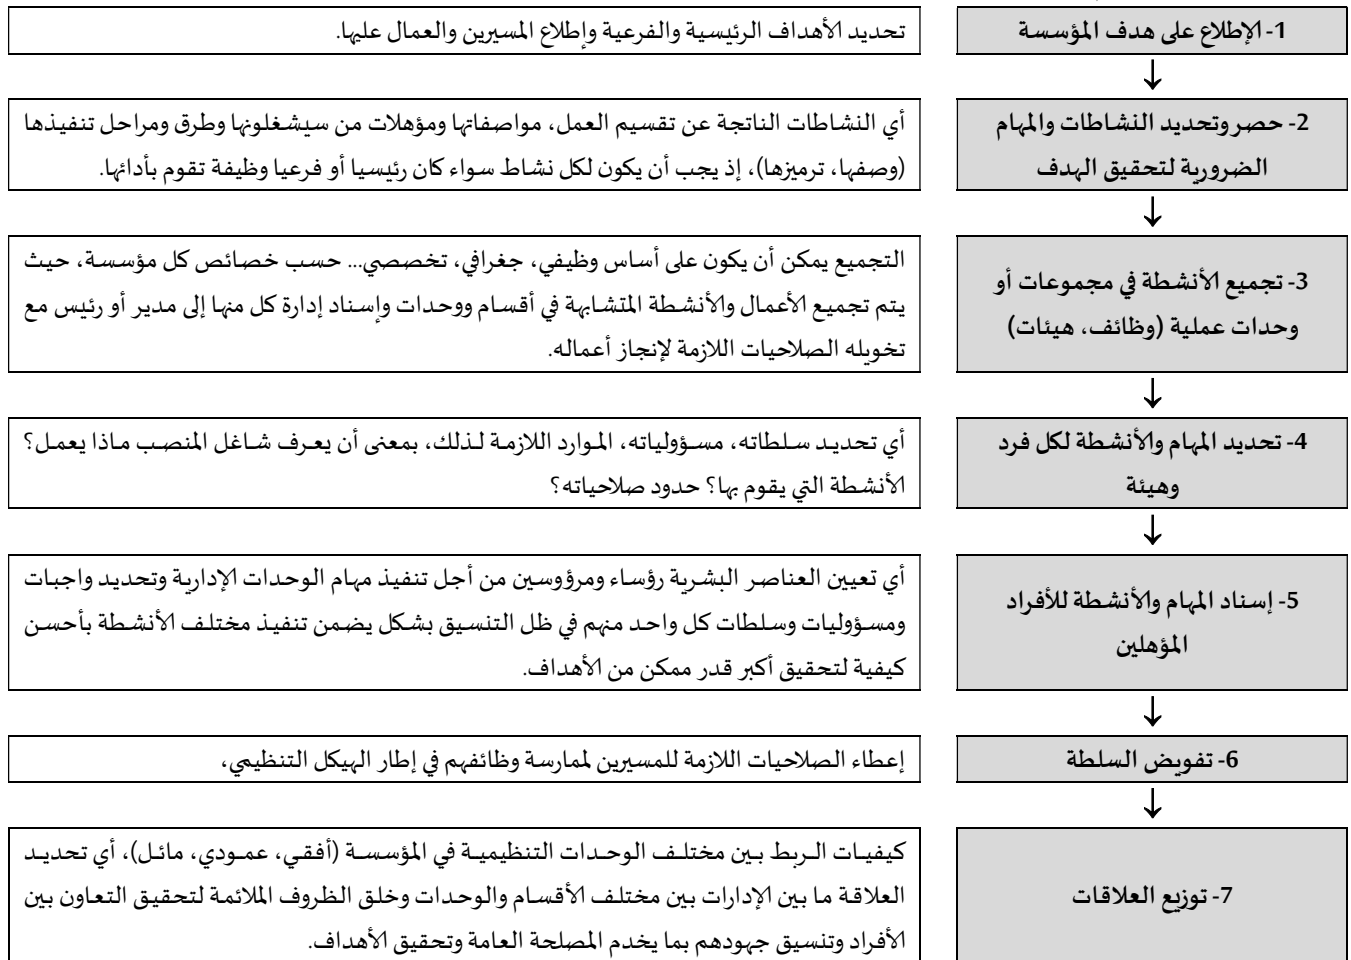 1- الإطلاع على هدف المؤسسة
تحديد الأهداف الرئيسية والفرعية وإطلاع المسيرين والعمال عليها.
↓
2- حصر وتحديد النشاطات والمهام
الضرورية لتحقيق الهدف
أي النشاطات الناتجة عن تقسيم العمل، مواصفاتها ومؤهلات من سيشغلونها وطرق ومراحل تنفيذها
(وصفها، ترميزها)، إذ يجب أن يكون لكل نشاط سواء كان رئيسيا أو فرعيا وظيفة تقوم بأدائها.
↓
3- تجميع الأنشطة في مجموعات أو
وحدات عملية (وظائف، هيئات)
التجميع يمكن أن يكون على أساس وظيفي، جغرافي، تخصصي... حسب خصائص كل مؤسسة، حيث
يتم تجميع الأعمال والأنشطة المتشابهة في أقسام ووحدات وإسناد إدارة كل منها إلى مدير أو رئيس مع
تخويله الصلاحيات اللازمة لإنجاز أعماله.
↓
4- تحديد المهام والأنشطة لكل فرد
وهيئة
أي تحديد سلطاته، مسؤولياته، الموارد اللازمة لذلك، بمعنى أن يعرف شاغل المنصب ماذا يعمل؟
الأنشطة التي يقوم بها؟ حدود صلاحياته؟
↓
5- إسناد المهام والأنشطة للأفراد
المؤهلين
أي تعيين العناصر البشرية رؤساء ومرؤوسين من أجل تنفيذ مهام الوحدات الإدارية وتحديد واجبات
ومسؤوليات وسلطات كل واحد منهم في ظل التنسيق بشكل يضمن تنفيذ مختلف الأنشطة بأحسن
كيفية لتحقيق أكبر قدر ممكن من الأهداف.
↓
6- تفويض السلطة
إعطاء الصلاحيات اللازمة للمسيرين لممارسة وظائفهم في إطار الهيكل التنظيمي،
↓
7- توزيع العلاقات
كيفيات الربط بين مختلف الوحدات التنظيمية في المؤسسة (أفقي، عمودي، مائل)، أي تحديد
العلاقة ما بين الإدارات بين مختلف الأقسام والوحدات وخلق الظروف الملائمة لتحقيق التعاون بين
الأفراد وتنسيق جهودهم بما يخدم المصلحة العامة وتحقيق الأهداف.